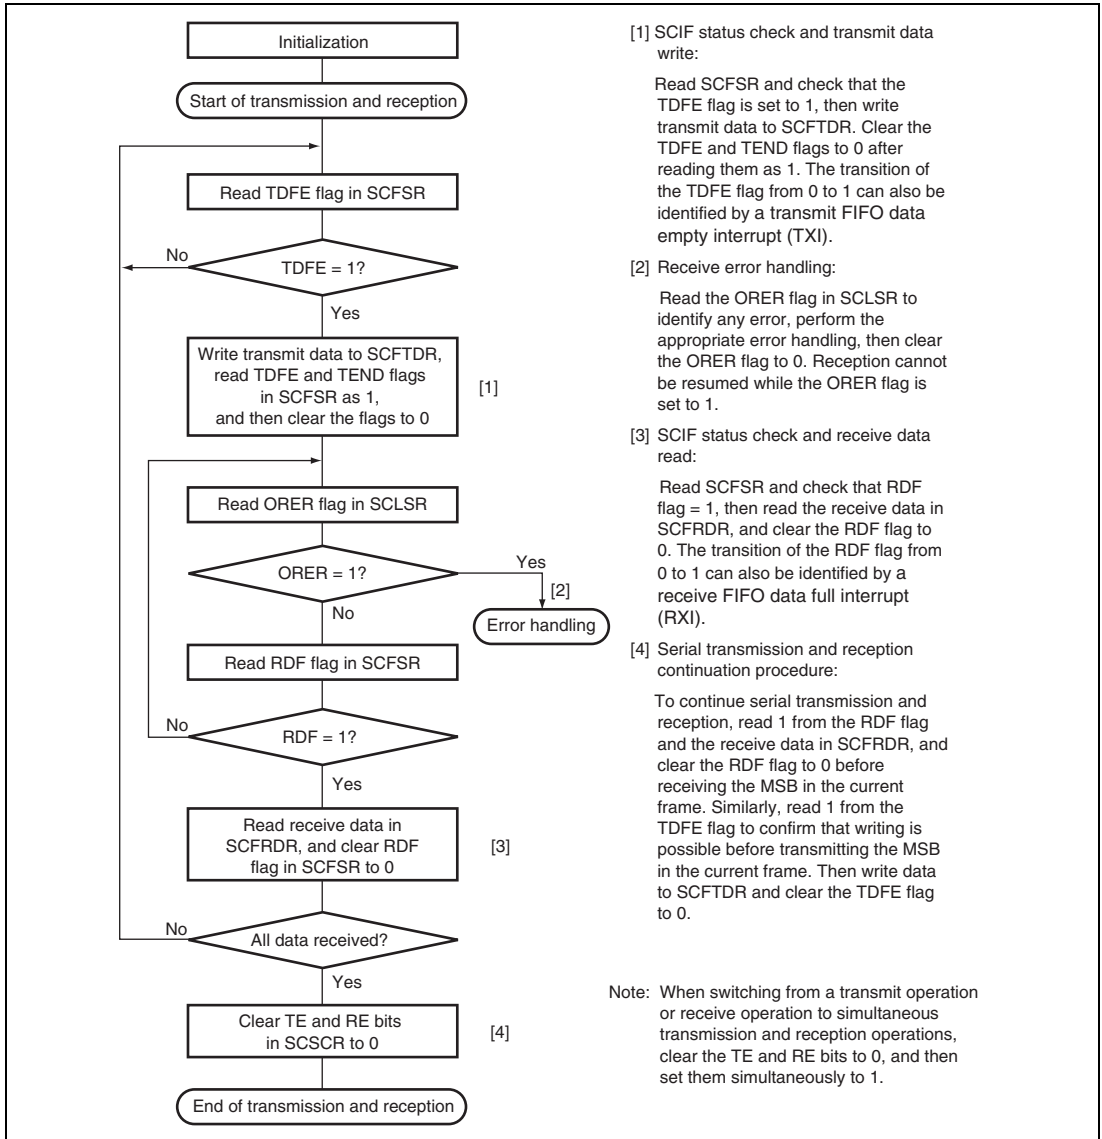 Initialization
Start of transmission and reception
Read TDFE flag in SCFSR
No
TDFE = 1?
Yes
Write transmit data to SCFTDR,
read TDFE and TEND flags
in SCFSR as 1,
and then clear the flags to 0
[1]
Read ORER flag in SCLSR
ORER = 1?
Yes
[2]
Error handling
No
Read RDF flag in SCFSR
No
RDF = 1?
Yes
Read receive data in
SCFRDR, and clear RDF
flag in SCFSR to 0
[3]
No
All data received?
Yes
Clear TE and RE bits
in SCSCR to 0
[4]
End of transmission and reception
[1] SCIF status check and transmit data
write:
Read SCFSR and check that the
TDFE flag is set to 1, then write
transmit data to SCFTDR. Clear the
TDFE and TEND flags to 0 after
reading them as 1. The transition of
the TDFE flag from 0 to 1 can also be
identified by a transmit FIFO data
empty interrupt (TXI).
[2] Receive error handling:
Read the ORER flag in SCLSR to
identify any error, perform the
appropriate error handling, then clear
the ORER flag to 0. Reception cannot
be resumed while the ORER flag is
set to 1.
[3] SCIF status check and receive data
read:
Read SCFSR and check that RDF
flag = 1, then read the receive data in
SCFRDR, and clear the RDF flag to
0. The transition of the RDF flag from
0 to 1 can also be identified by a
receive FIFO data full interrupt
(RXI).
[4] Serial transmission and reception
continuation procedure:
To continue serial transmission and
reception, read 1 from the RDF flag
and the receive data in SCFRDR, and
clear the RDF flag to 0 before
receiving the MSB in the current
frame. Similarly, read 1 from the
TDFE flag to confirm that writing is
possible before transmitting the MSB
in the current frame. Then write data
to SCFTDR and clear the TDFE flag
to 0.
Note: When switching from a transmit operation
or receive operation to simultaneous
transmission and reception operations,
clear the TE and RE bits to 0, and then
set them simultaneously to 1.